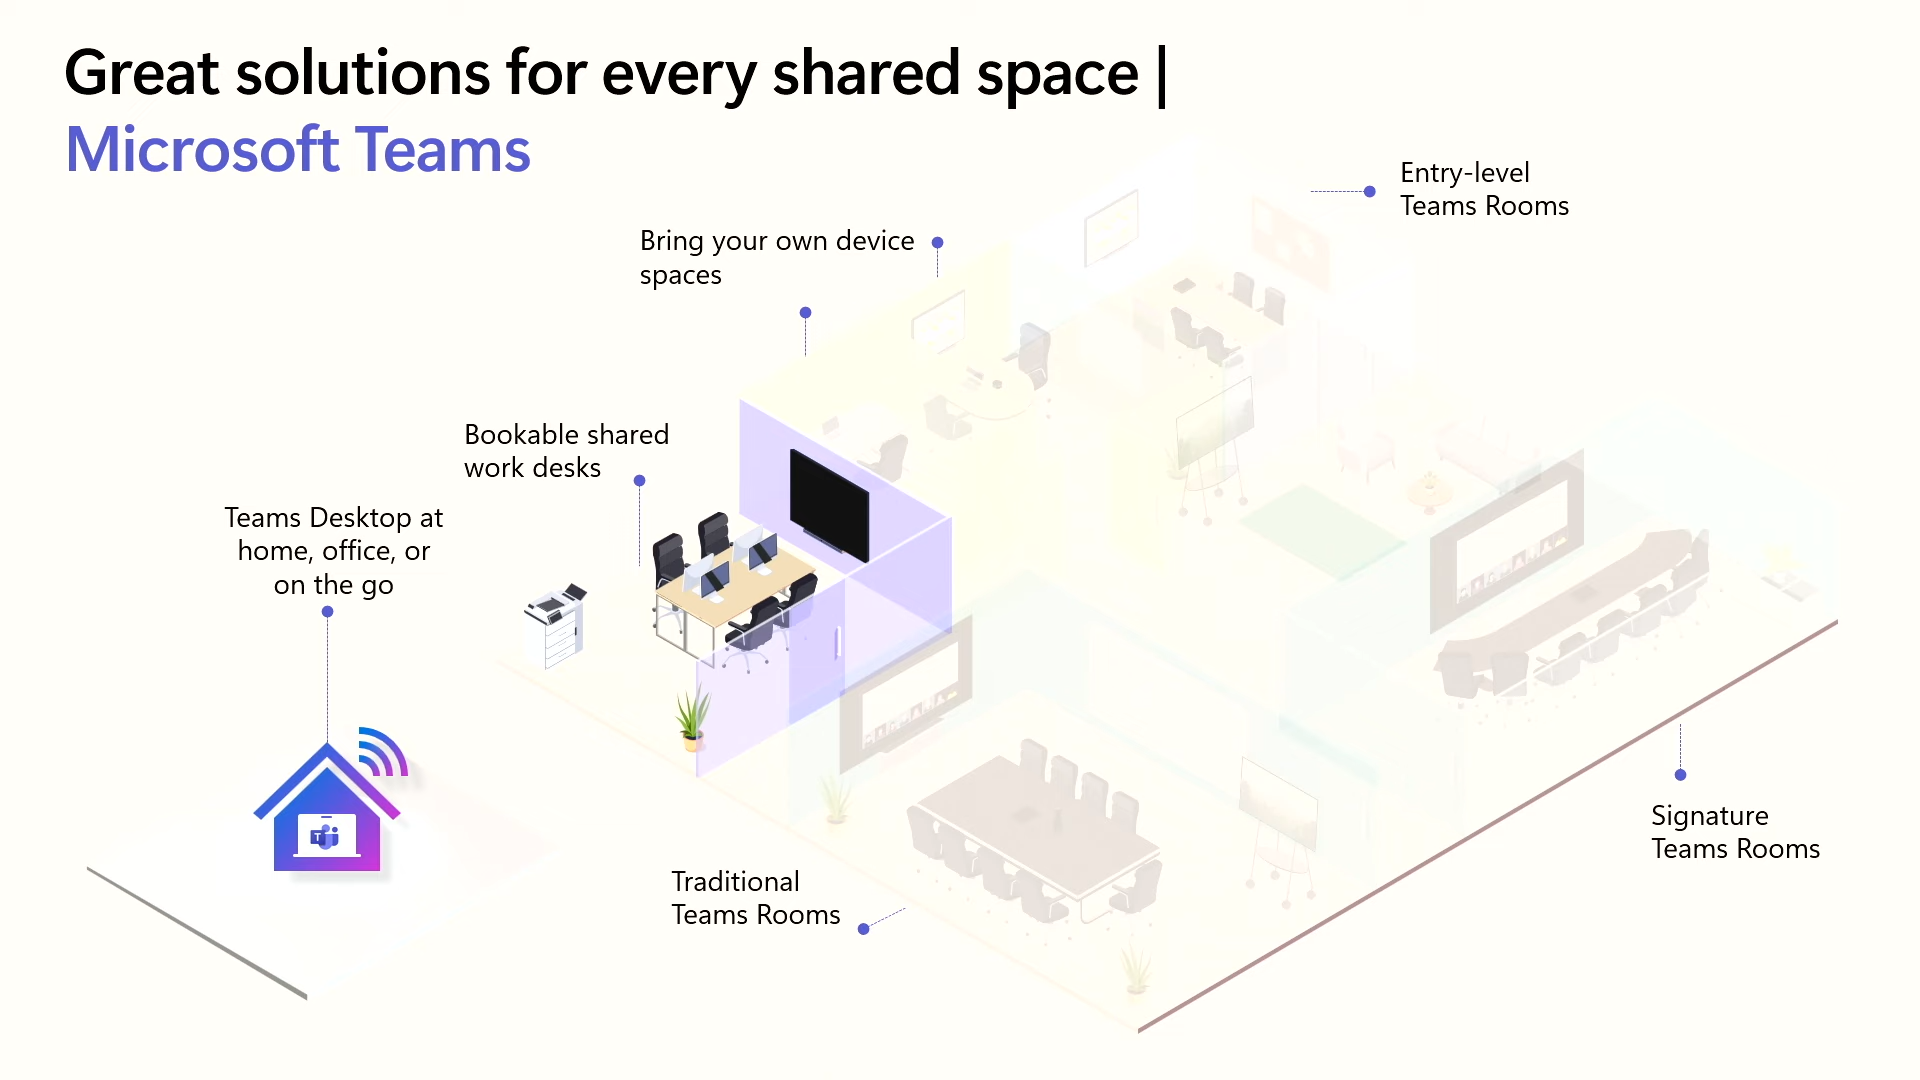 Great solutions for every shared space |
Microsoft Teams
Entry-level
Teams Rooms
Bring your own device
spaces
Bookable shared
work desks
Teams Desktop at
home, office, or
on the go
T
Signature
Teams Rooms
Traditional
Teams Rooms